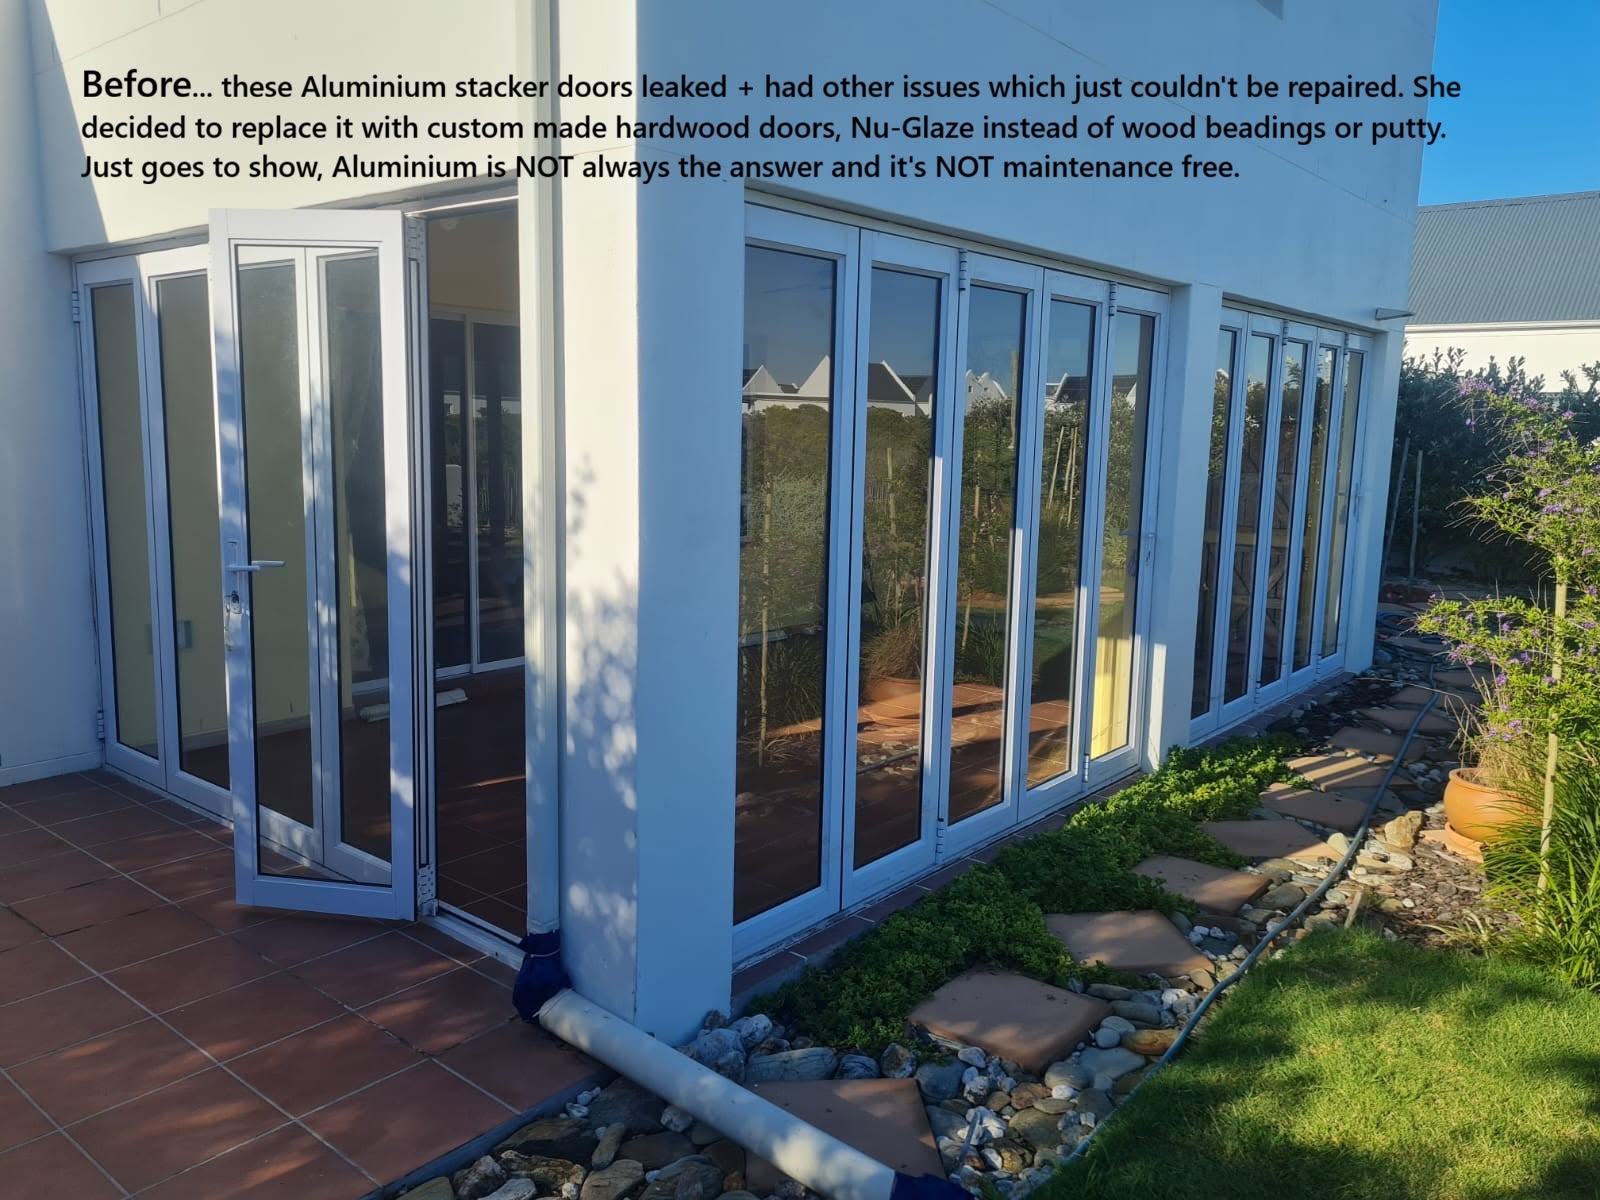 Before... these Aluminium stacker doors leaked + had other issues which just couldn't be repaired. She
decided to replace it with custom made hardwood doors, Nu-Glaze instead of wood beadings or putty.
Just goes to show, Aluminium is NOT always the answer and it's NOT maintenance free.